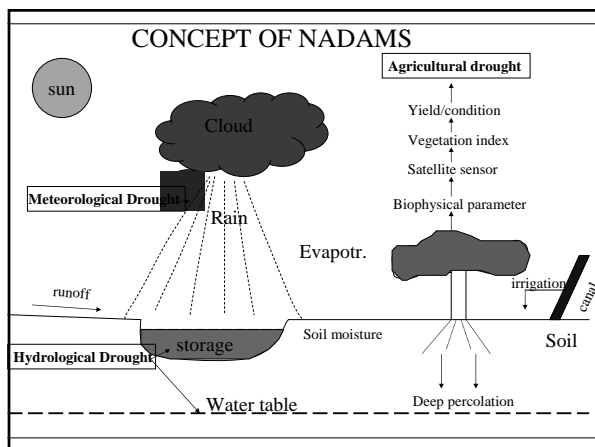 CONCEPT OF NADAMS
sun
Cloud
Agricultural drought
Yield/condition
Vegetation index
Satellite sensor
Biophysical parameter
Meteorological Drought
Rain
Evapotr.
irrigation
canal
runoff
storage
Soil moisture
Soil
Hydrological Drought
Water table
Deep percolation